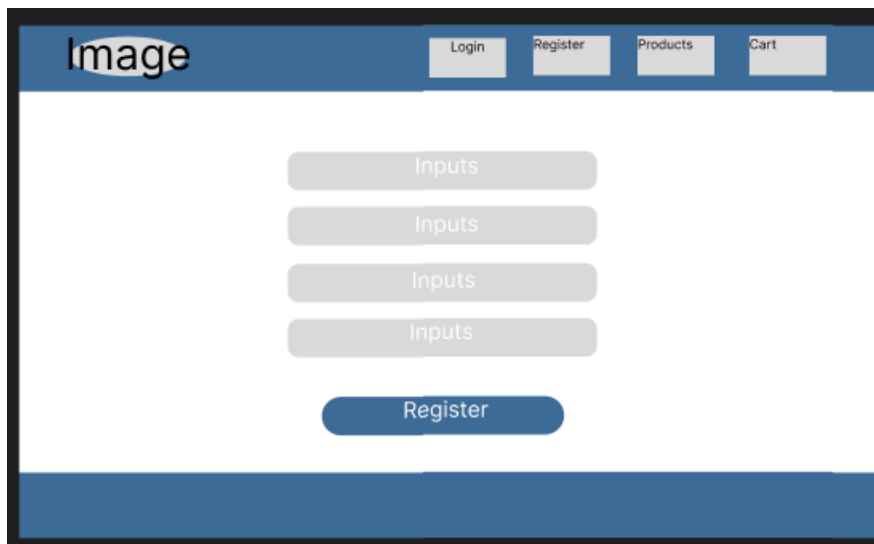 Image
Login
Register
Products
Cart
Inputs
Inputs
Inputs
Inputs
Register